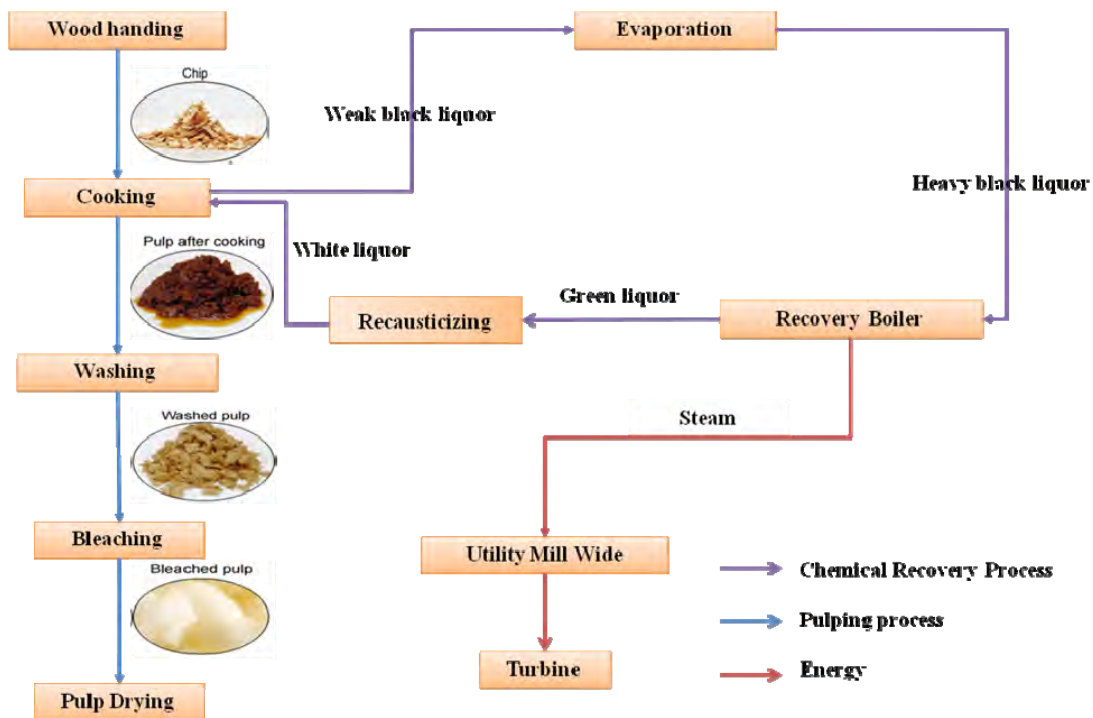 Wood handing
Evaporation
Chip
Weak black liquor
Cooking
Heavy black liquor
Pulp after cooking
White liquor
Green liquor
Recausticizing
Recovery Boiler
Washing
Washed pulp
Steam
Bleaching
Utility Mill Wide
Bleached pulp
Chemical Recovery Process
Pulping process
Turbine
Energy
Pulp Drying